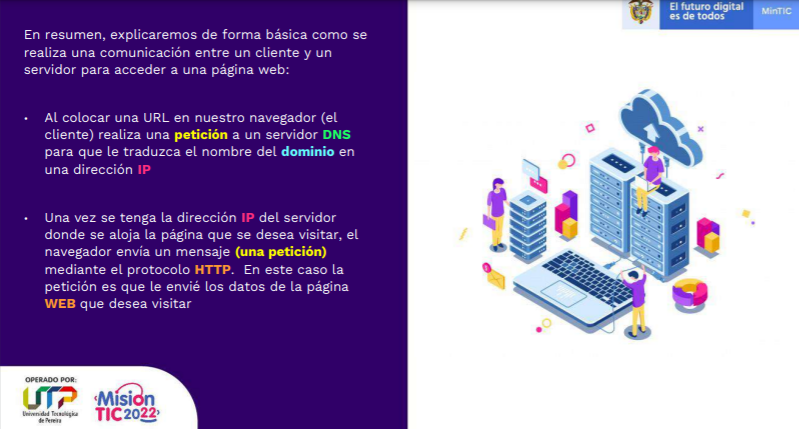 El futuro digital
es de todos
MinTIC
En resumen, explicaremos de forma básica como se
realiza una comunicación entre un cliente y un
servidor para acceder a una página web:
• Al colocar una URL en nuestro navegador (el
cliente) realiza una petición a un servidor DNS
para que le traduzca el nombre del dominio en
una dirección IP
• Una vez se tenga la dirección IP del servidor
donde se aloja la página que se desea visitar, el
navegador envía un mensaje (una petición)
mediante el protocolo HTTP. En este caso la
petición es que le envié los datos de la página
WEB que desea visitar
OPERADO POR:
UTP
Universidad Tecnológica
de Pereira
Misión
TIC 2022